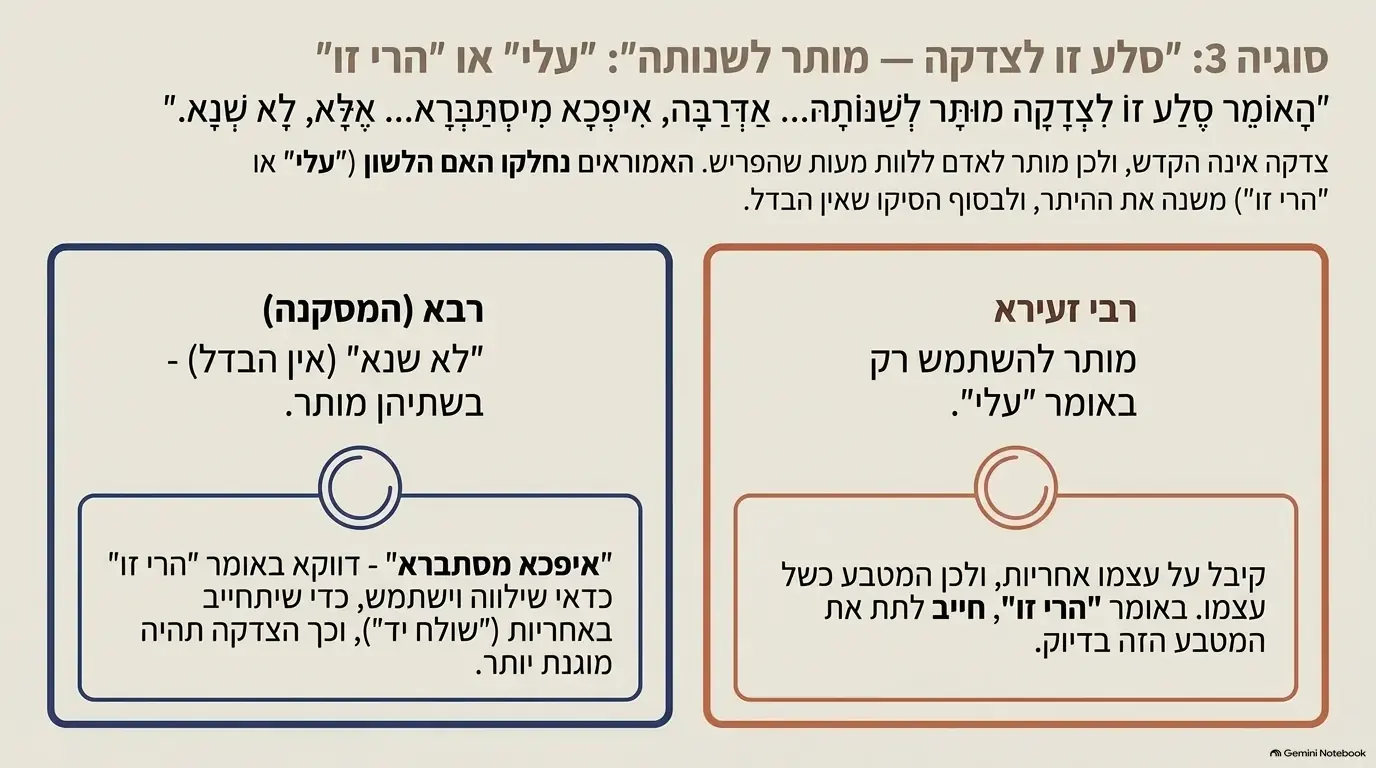 סוגיה 3: "סלע זו לצדקה — מותר לשנותה": "עלי" או "הרי זו"
"הָאוֹמֵר סֶלַע זוֹ לִצְדָקָה מוּתָּר לְשַׁנּוֹתָהּ... אַדְּרַבָּה, אִיפְּכָא מִיסְתַּבְּרָא... אֶלָּא, לָא שְׁנָא."
צדקה אינה הקדש, ולכן מותר לאדם ללוות מעות שהפריש. האמוראים נחלקו האם הלשון ("עלי" או
"הרי זו") משנה את ההיתר, ולבסוף הסיקו שאין הבדל.
רבי זעירא
מותר להשתמש רק
באומר "עלי".
קיבל על עצמו אחריות, ולכן המטבע כשל
עצמו. באומר "הרי זו", חייב לתת את
המטבע הזה בדיוק.
רבא (המסקנה)
"לא שנא" (אין הבדל) -
בשתיהן מותר.
"איפכא מסתברא" - דווקא באומר "הרי זו"
כדאי שילווה וישתמש, כדי שיתחייב
באחריות ("שולח יד"), וכך הצדקה תהיה
מוגנת יותר.
Gemini Notebook